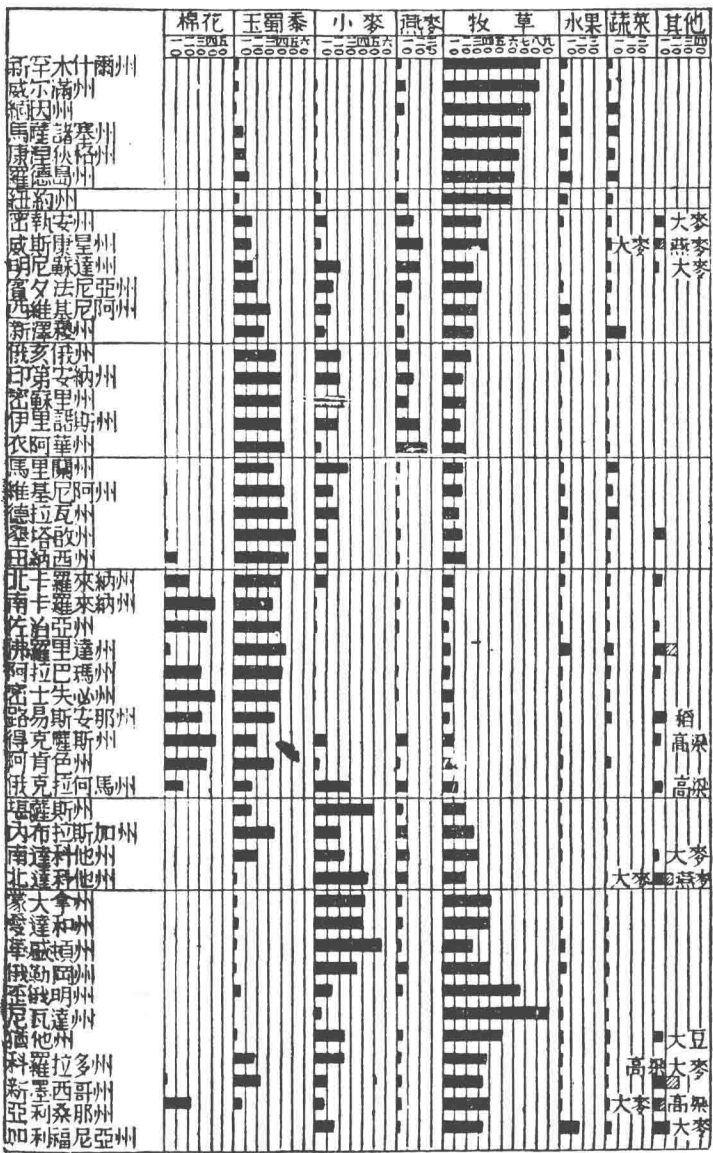 棉花 玉蜀黍 小麥 燕麥 牧草 水果 蔬菜 其他
新罕木什爾州
威尔滿州
緬因州
馬薩諸塞州
康湼狄格州
羅德島州
紐約州
密執安州 大麥
威斯康星州 大麥 燕麥
明尼蘇達州 大麥
賓夕法尼亞州
西維基尼阿州
新澤稷州
俄亥俄州
印第安納州
密蘇里州
伊里諾斯州
衣阿華州
馬里蘭州
維基尼阿州
德拉瓦州
墾塔啟州
田納西州
北卡羅來納州
南卡羅來納州
佐治亞州
佛羅里達州
阿拉巴瑪州
密士失必州
路易斯安那州 稻
得克薩斯州 高梁
阿肯色州
俄克拉何馬州 高梁
堪薩斯州
內布拉斯加州
南達科他州 大麥
北達科他州 大麥 燕麥
蒙大拿州
愛達和州
華盛頓州
俄勒岡州
歪俄明州
尼瓦達州
猶他州 大豆
科羅拉多州 高梁 大麥
新墨西哥州
亞利桑那州 大麥 高梁
加利福尼亞州 大麥